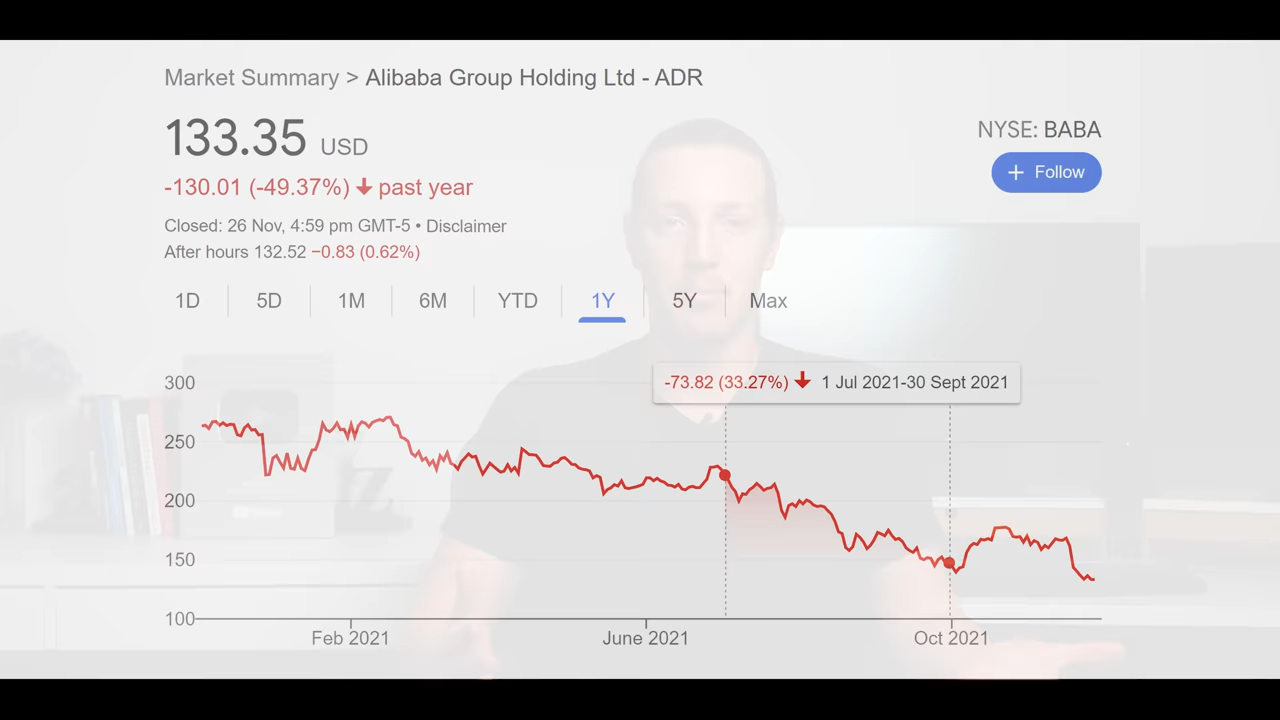 Market Summary > Alibaba Group Holding Ltd - ADR
133.35 USD
NYSE: BABA
-130.01 (-49.37%) past year
+ Follow
Closed: 26 Nov, 4:59 pm GMT-5 • Disclaimer
After hours 132.52 −0.83 (0.62%)
1D 5D 1M 6M YTD 1Y 5Y Max
-73.82 (33.27%) 1 Jul 2021-30 Sept 2021
300
250
200
150
100
Feb 2021 June 2021 Oct 2021